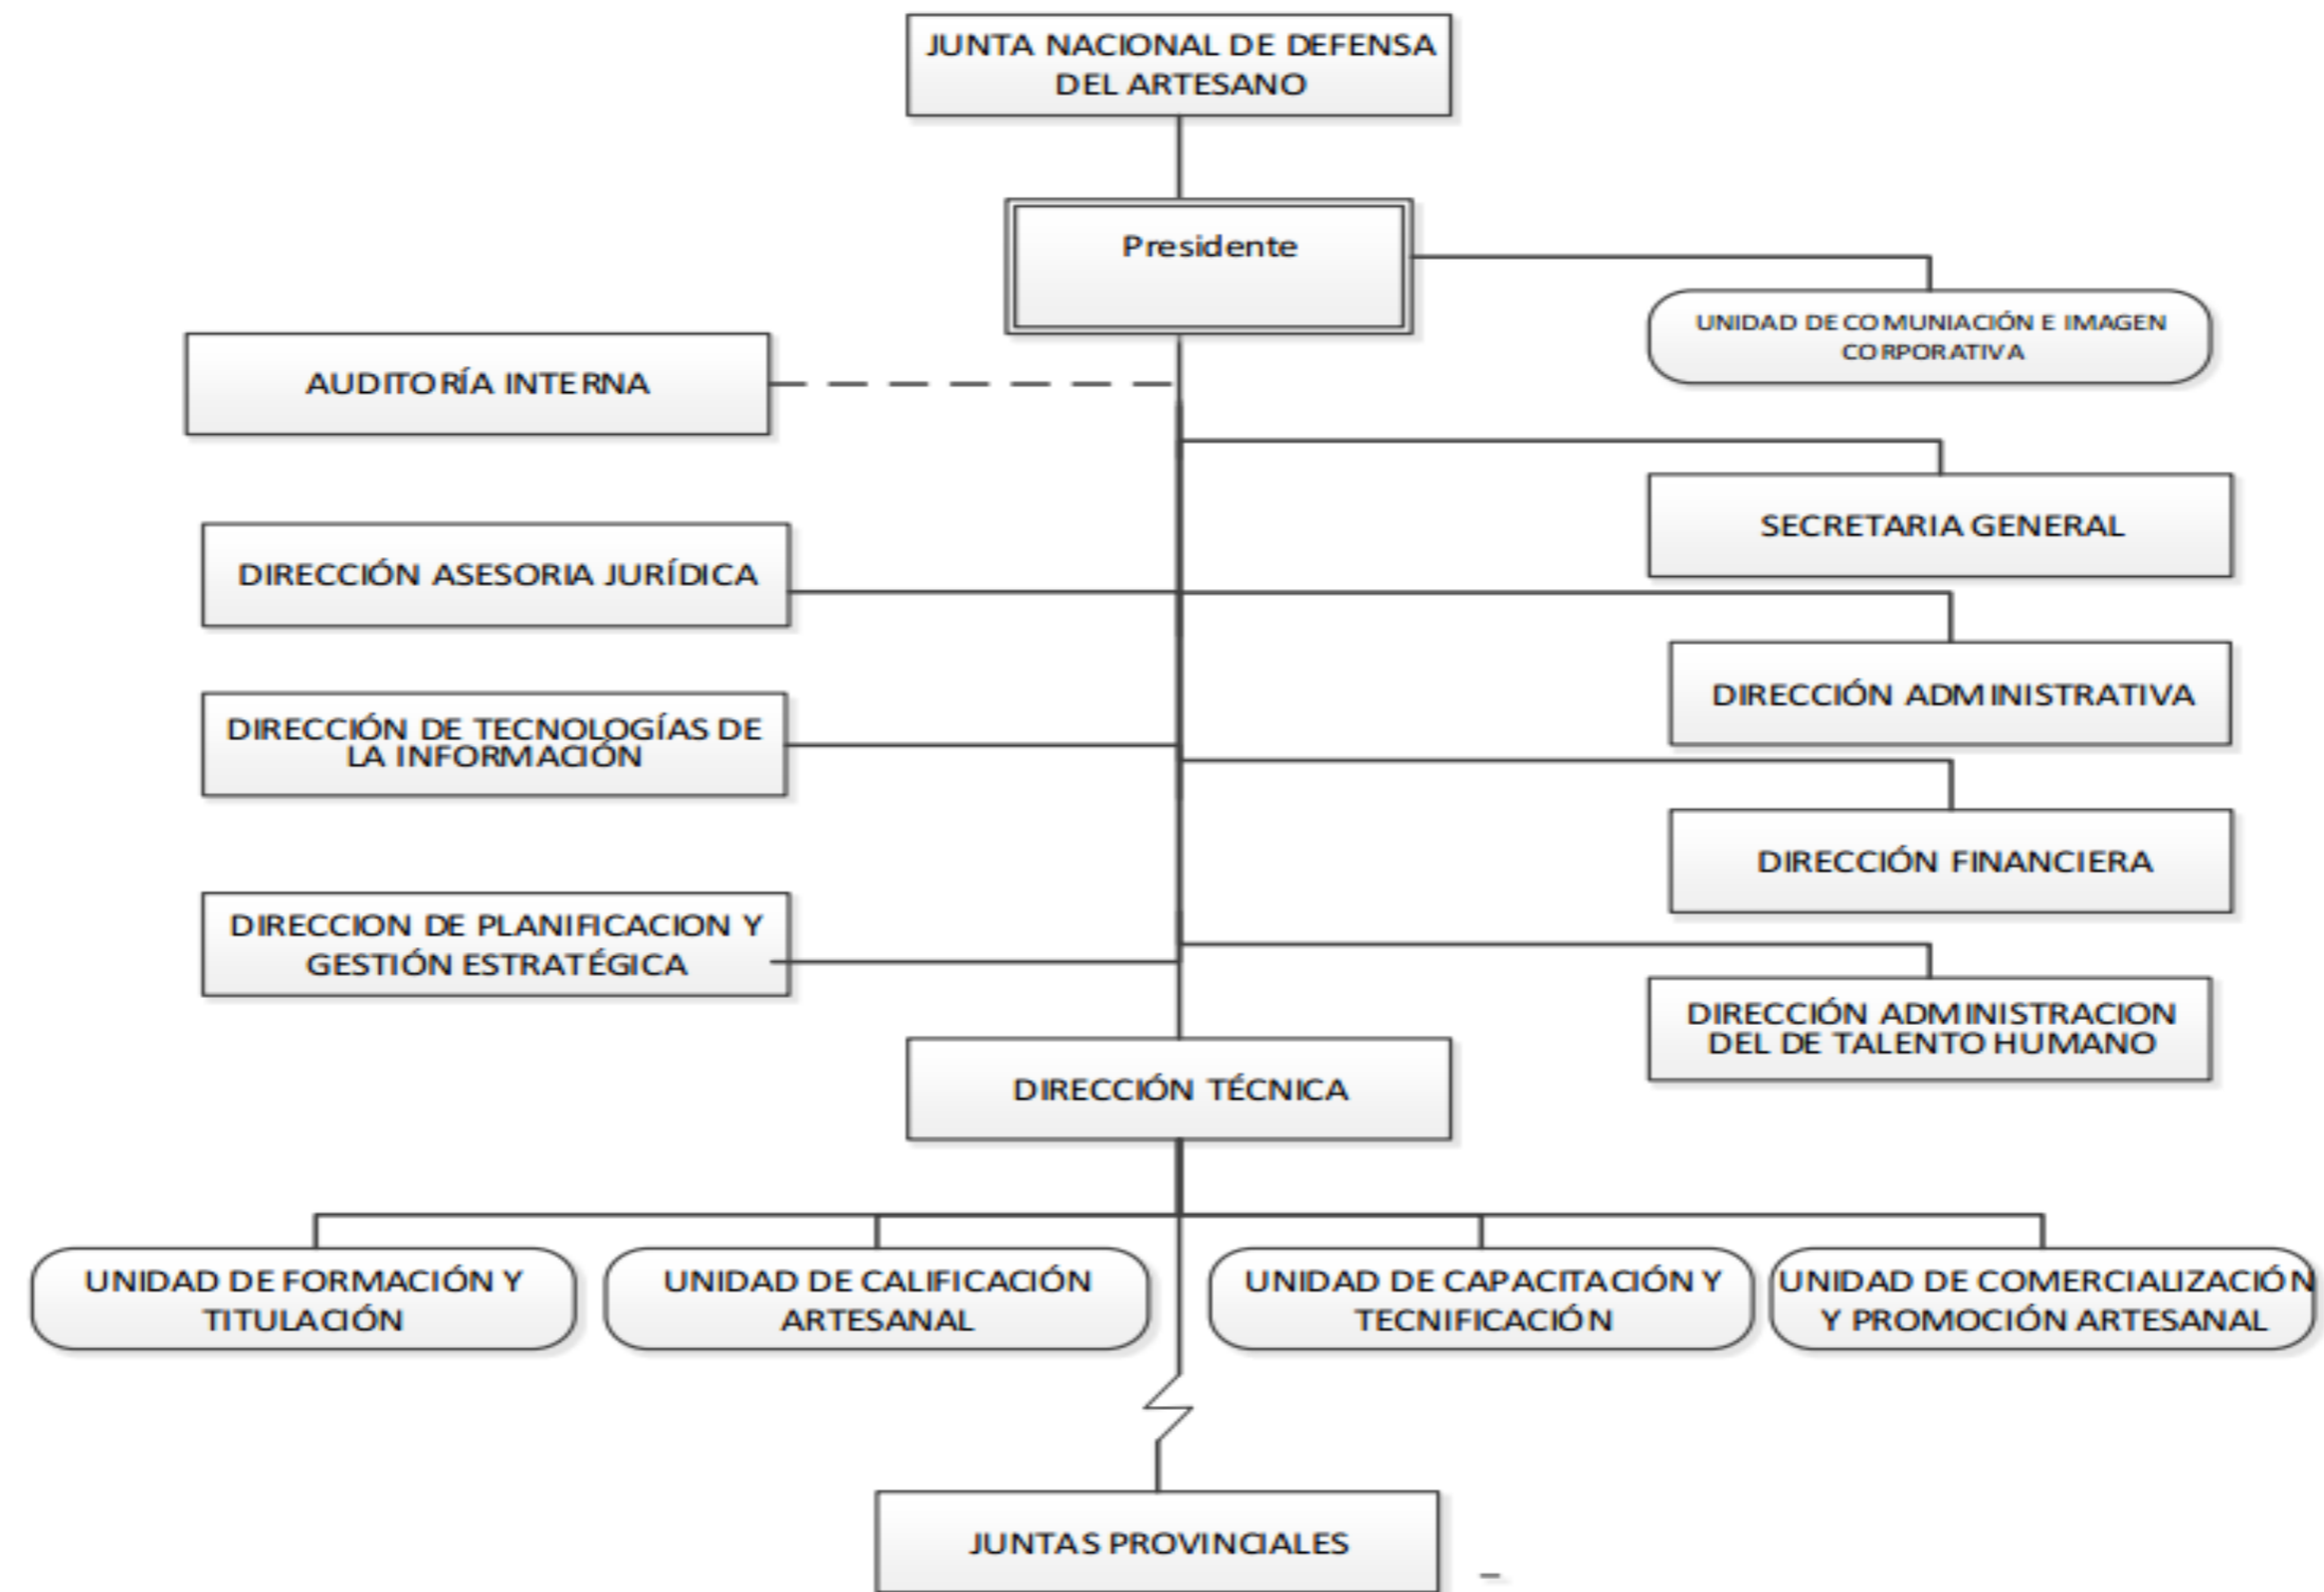 JUNTA NACIONAL DE DEFENSA
DEL ARTESANO
Presidente
UNIDAD DE COMUNIACIÓN E IMAGEN
CORPORATIVA
AUDITORÍA INTERNA
SECRETARIA GENERAL
DIRECCIÓN ASESORIA JURÍDICA
DIRECCIÓN ADMINISTRATIVA
DIRECCIÓN DE TECNOLOGÍAS DE
LA INFORMACIÓN
DIRECCIÓN FINANCIERA
DIRECCION DE PLANIFICACION Y
GESTIÓN ESTRATÉGICA
DIRECCIÓN ADMINISTRACION
DEL DE TALENTO HUMANO
DIRECCIÓN TÉCNICA
UNIDAD DE FORMACIÓN Y
TITULACIÓN
UNIDAD DE CALIFICACIÓN
ARTESANAL
UNIDAD DE CAPACITACIÓN Y
TECNIFICACIÓN
UNIDAD DE COMERCIALIZACIÓN
Y PROMOCIÓN ARTESANAL
JUNTAS PROVINCIALES